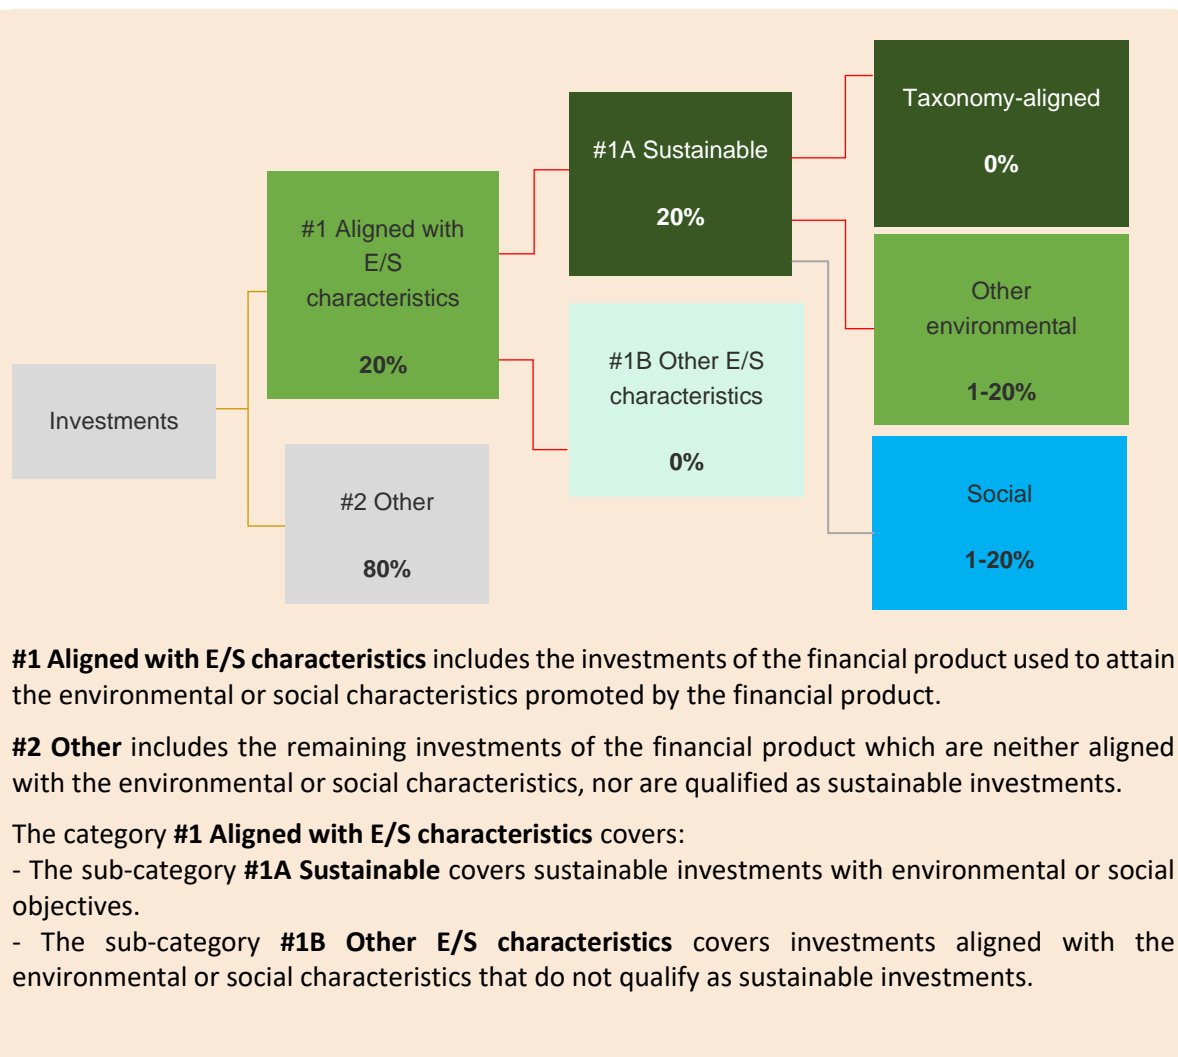 Investments
#1 Aligned with
E/S
characteristics
20%
#2 Other
80%
#1A Sustainable
20%
#1B Other E/S
characteristics
0%
Taxonomy-aligned
0%
Other
environmental
1-20%
Social
1-20%
#1 Aligned with E/S characteristics includes the investments of the financial product used to attain
the environmental or social characteristics promoted by the financial product.
#2 Other includes the remaining investments of the financial product which are neither aligned
with the environmental or social characteristics, nor are qualified as sustainable investments.
The category #1 Aligned with E/S characteristics covers:
- The sub-category #1A Sustainable covers sustainable investments with environmental or social
objectives.
- The sub-category #1B Other E/S characteristics covers investments aligned with the
environmental or social characteristics that do not qualify as sustainable investments.